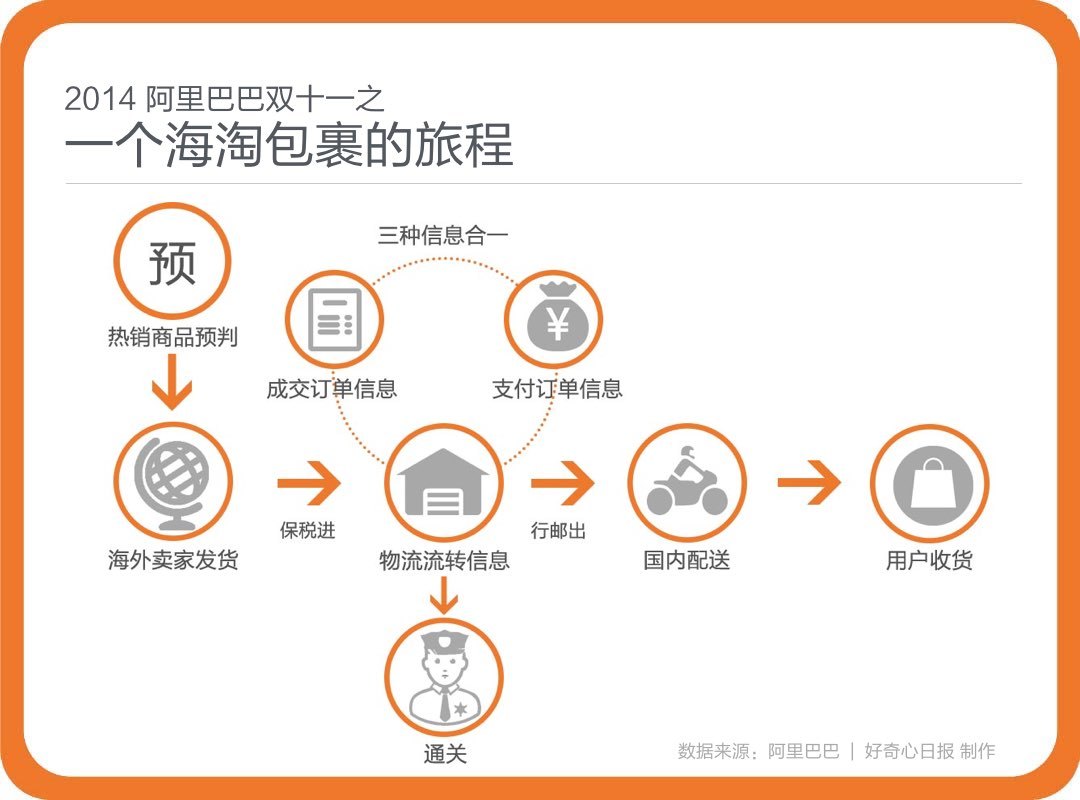 2014 阿里巴巴双十一之
一个海淘包裹的旅程
三种信息合一
预
¥
热销商品预判
成交订单信息
支付订单信息
保税进
行邮出
海外卖家发货
物流流转信息
国内配送
用户收货
通关
数据来源：阿里巴巴 | 好奇心日报 制作